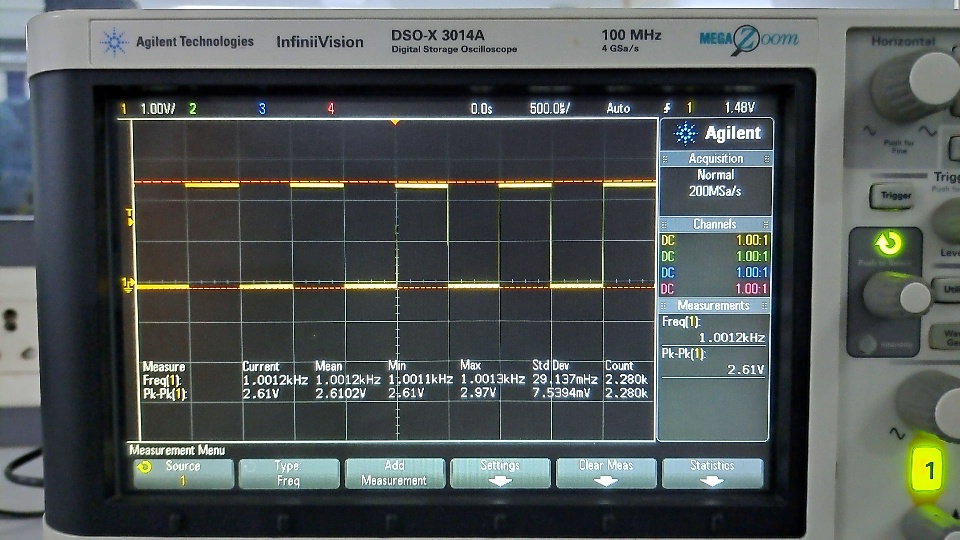 Agilent Technologies InfiniiVision DSO-X 3014A 100 MHz MEGA Zoom
Digital Storage Oscilloscope 4 GSa/s
Horizontal
1 1.00V/ 2 3 4 0.0s 500.0µ/ Auto 1 1.48V
Agilent
Acquisition
Normal
200MSa/s
Channels
DC 1.00:1
DC 1.00:1
DC 1.00:1
DC 1.00:1
Measurements
Freq(1):
1.0012kHz
Pk-Pk(1):
2.61V
Measure Current Mean Min Max Std Dev Count
Freq(1): 1.0012kHz 1.0012kHz 1.0011kHz 1.0013kHz 29.137mHz 2.280k
Pk-Pk(1): 2.61V 2.6102V 2.61V 2.97V 7.5394mV 2.280k
Measurement Menu
Source Type: Add Settings Clear Meas Statistics
1 Freq Measurement
Push for
Fine
Trigger
1